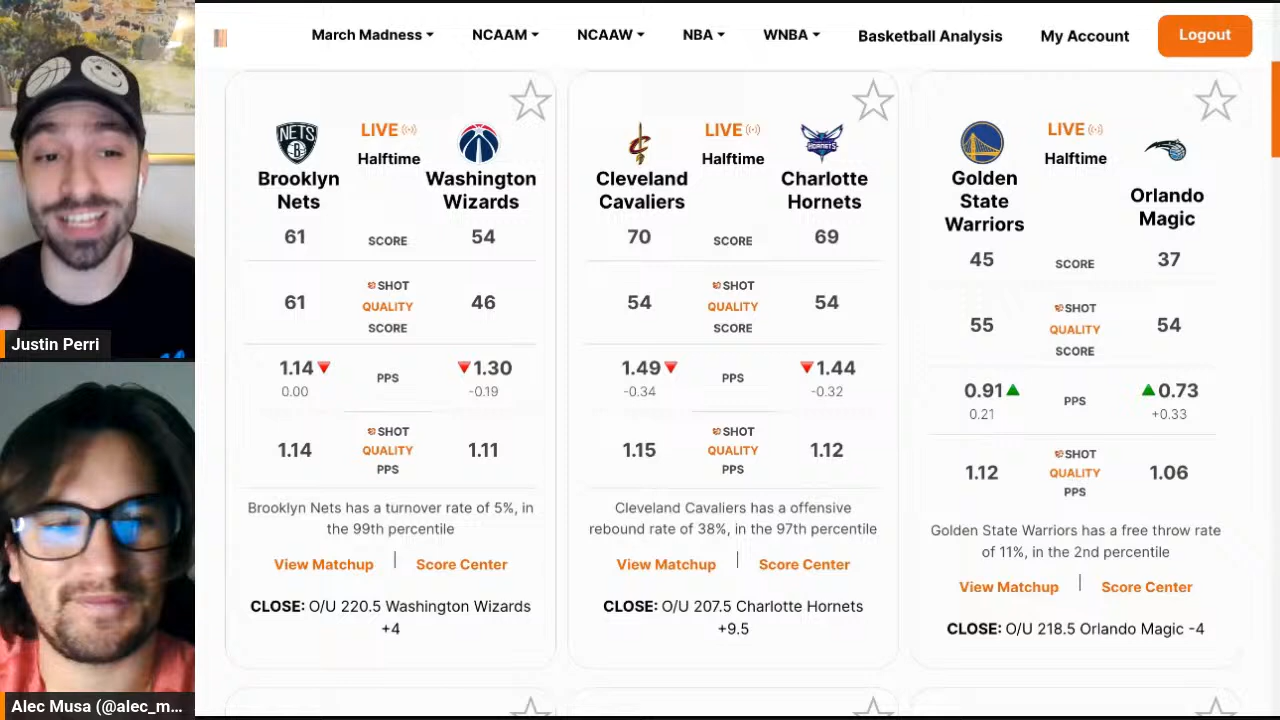 March Madness
NCAAM
NCAAW
NBA
WNBA
Basketball Analysis
My Account
Logout
NETS
B
LIVE
Halftime
Brooklyn
Nets
Washington
Wizards
61
SCORE
54
61
SHOT
QUALITY
SCORE
46
1.14
0.00
PPS
1.30
-0.19
1.14
SHOT
QUALITY
PPS
1.11
Brooklyn Nets has a turnover rate of 5%, in
the 99th percentile
View Matchup | Score Center
CLOSE: O/U 220.5 Washington Wizards
+4
C
LIVE
Halftime
HORNETS
Cleveland
Cavaliers
Charlotte
Hornets
70
SCORE
69
54
SHOT
QUALITY
SCORE
54
1.49
-0.34
PPS
1.44
-0.32
1.15
SHOT
QUALITY
PPS
1.12
Cleveland Cavaliers has a offensive
rebound rate of 38%, in the 97th percentile
View Matchup | Score Center
CLOSE: O/U 207.5 Charlotte Hornets
+9.5
LIVE
Halftime
Golden
State
Warriors
Orlando
Magic
45
SCORE
37
55
SHOT
QUALITY
SCORE
54
0.91
0.21
PPS
0.73
+0.33
1.12
SHOT
QUALITY
PPS
1.06
Golden State Warriors has a free throw rate
of 11%, in the 2nd percentile
View Matchup | Score Center
CLOSE: O/U 218.5 Orlando Magic -4
Justin Perri
Alec Musa (@alec_m...